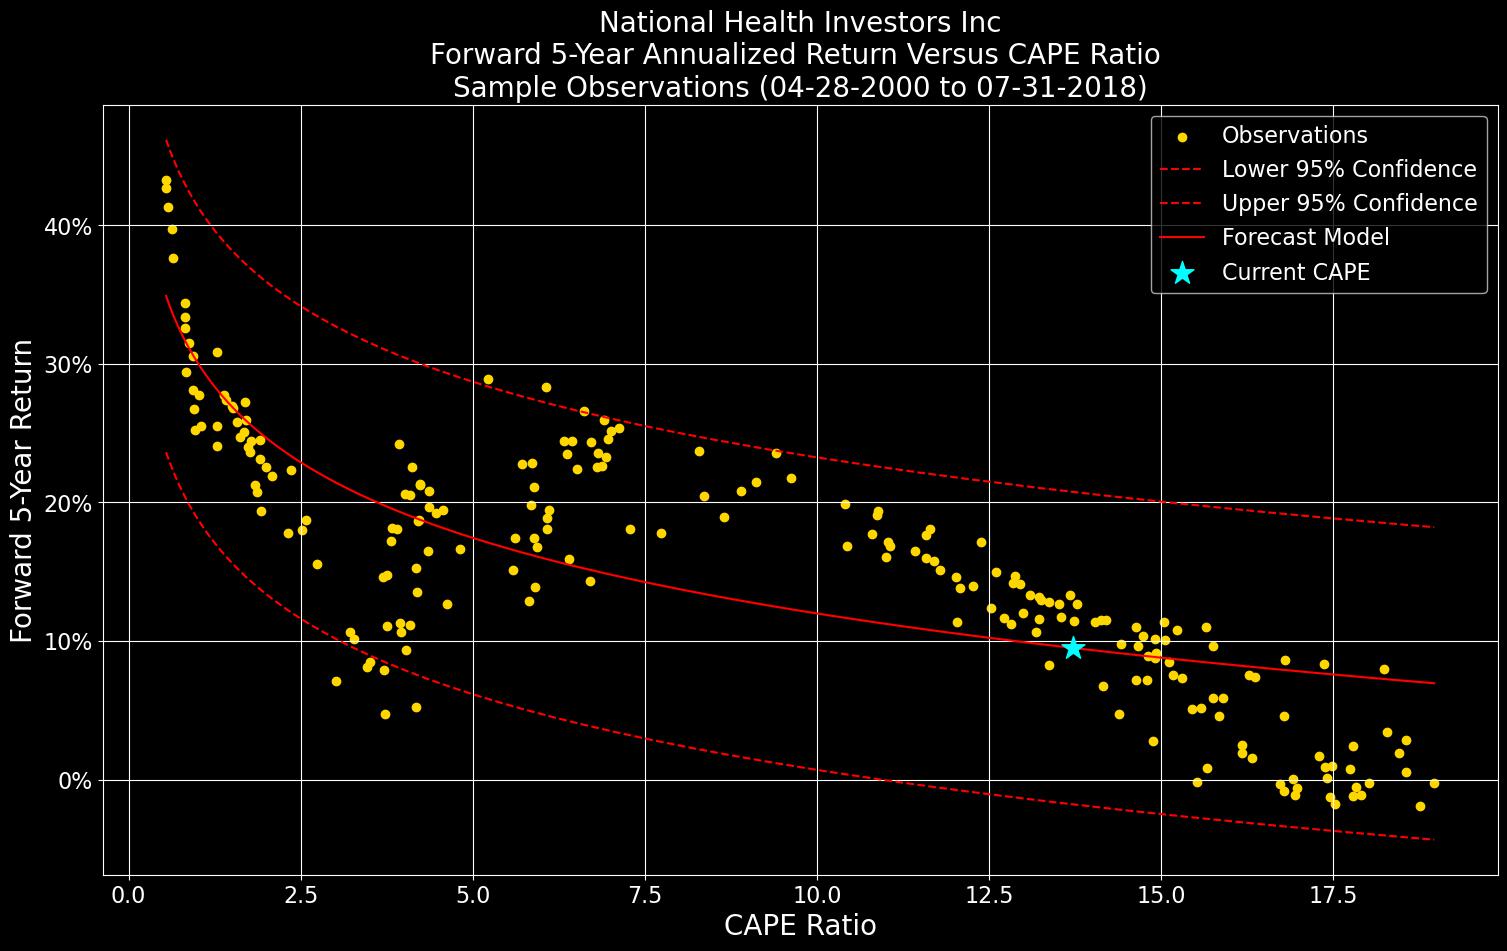 National Health Investors Inc
Forward 5-Year Annualized Return Versus CAPE Ratio
Sample Observations (04-28-2000 to 07-31-2018)
Observations
Lower 95% Confidence
Upper 95% Confidence
Forecast Model
Current CAPE
Forward 5-Year Return
40%
30%
20%
10%
0%
0.0 2.5 5.0 7.5 10.0 12.5 15.0 17.5
CAPE Ratio